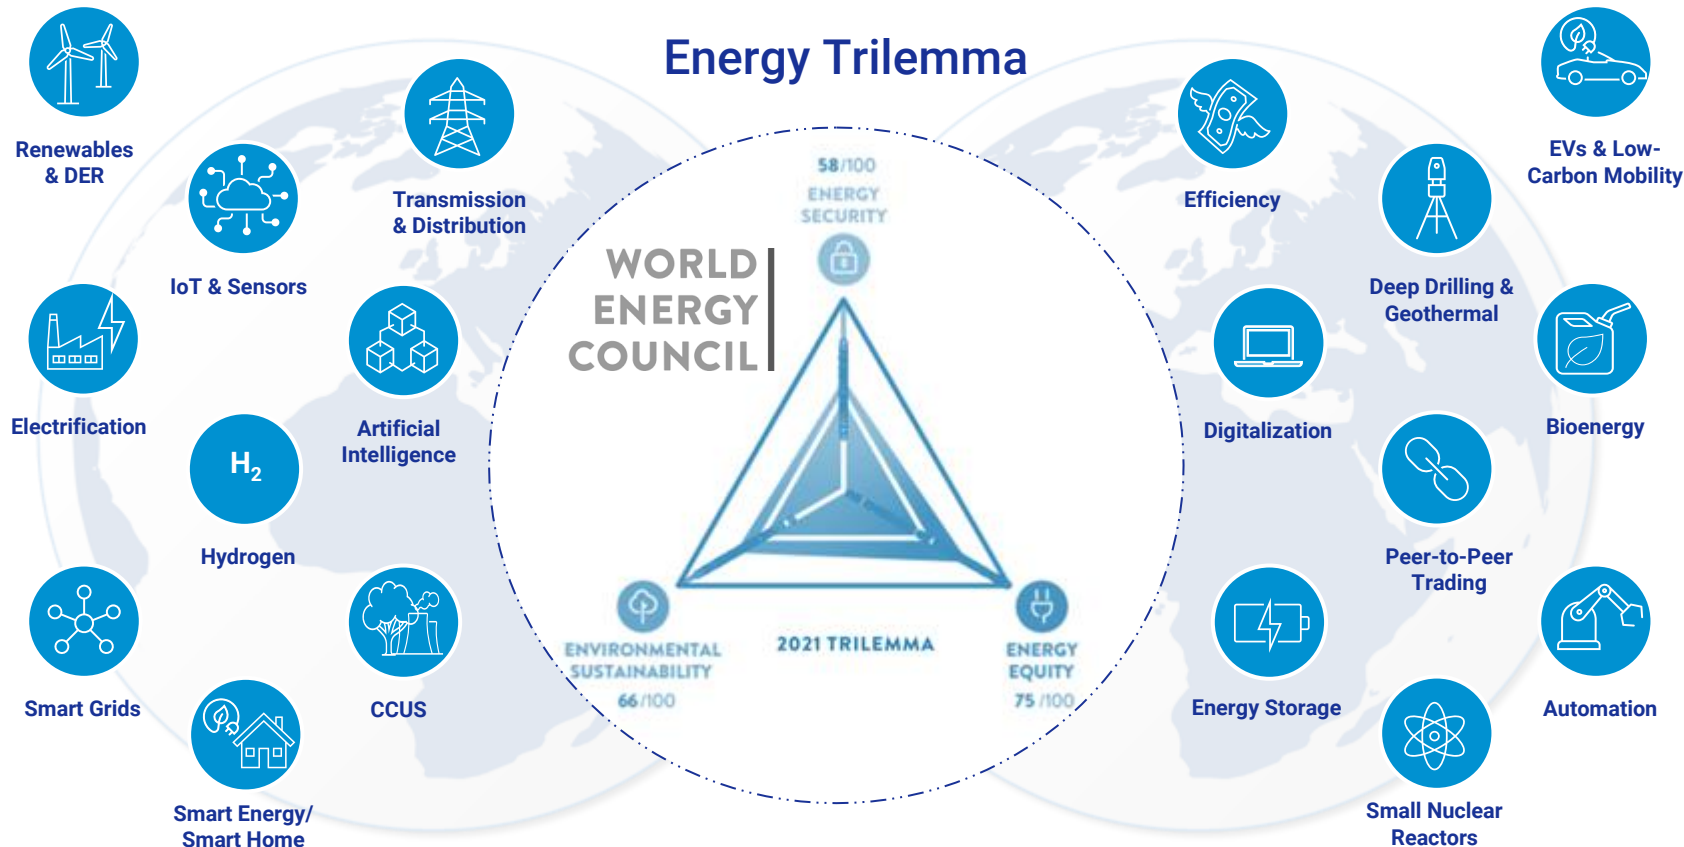 Energy Trilemma
Renewables
& DER
IoT & Sensors
Transmission
& Distribution
Electrification
Artificial
Intelligence
H2
Hydrogen
Smart Grids
CCUS
Smart Energy/
Smart Home
WORLD
ENERGY
COUNCIL
58/100
ENERGY
SECURITY
ENVIRONMENTAL
SUSTAINABILITY
66/100
2021 TRILEMMA
ENERGY
EQUITY
75/100
Efficiency
EVs & Low-
Carbon Mobility
Deep Drilling &
Geothermal
Digitalization
Bioenergy
Peer-to-Peer
Trading
Energy Storage
Automation
Small Nuclear
Reactors